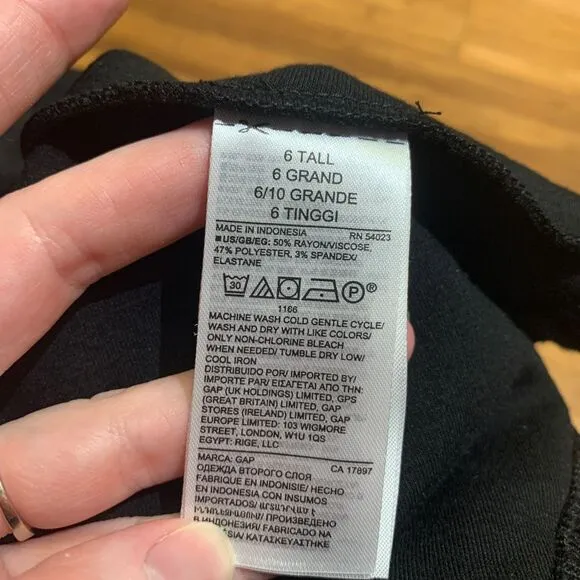 6 TALL
6 GRAND
6/10 GRANDE
6 TINGGI
MADE IN INDONESIA RN 54023
■US/GB/EG: 50% RAYON/VISCOSE,
47% POLYESTER, 3% SPANDEX/
ELASTANE
30 P ®
1166
MACHINE WASH COLD GENTLE CYCLE/
WASH AND DRY WITH LIKE COLORS/
ONLY NON-CHLORINE BLEACH
WHEN NEEDED/ TUMBLE DRY LOW/
COOL IRON
DISTRIBUIDO POR/ IMPORTED BY/
IMPORTE PAR/ ΕΙΣΑΓΕΤΑΙ ΑΠΟ ΤΗΝ:
GAP (UK HOLDINGS) LIMITED, GPS
(GREAT BRITAIN) LIMITED, GAP
STORES (IRELAND) LIMITED, GAP
EUROPE LIMITED: 103 WIGMORE
STREET, LONDON, W1U 1QS
EGYPT: RIGE, LLC
MARCA: GAP CA 17897
ОДЕЖДА ВТОРОГО СЛОЯ
FABRIQUE EN INDONESIE/ HECHO
EN INDONESIA CON INSUMOS
IMPORTADOS/ ПРОИЗВЕДЕНО
В ИНДОНЕЗИИ/ FABRICADO NA
ΚΑΤΑΣΚΕΥΑΣΤΗΚΕ